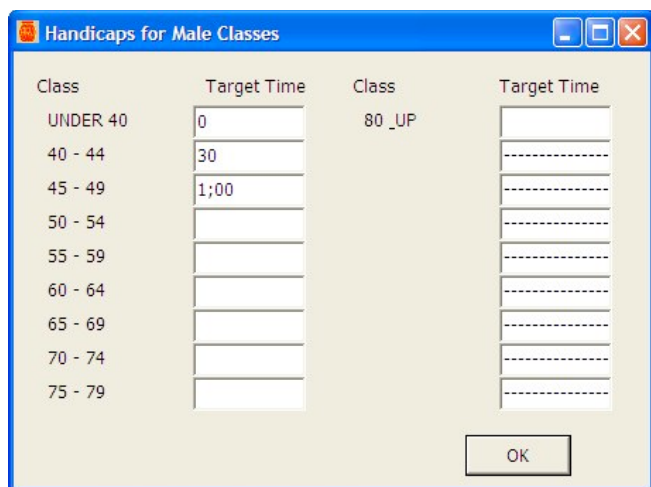 Handicaps for Male Classes
Class Target Time Class Target Time
UNDER 40 0 80 _UP
40 - 44 30 ---------------
45 - 49 1;00 ---------------
50 - 54 ---------------
55 - 59 ---------------
60 - 64 ---------------
65 - 69 ---------------
70 - 74 ---------------
75 - 79 ---------------
OK